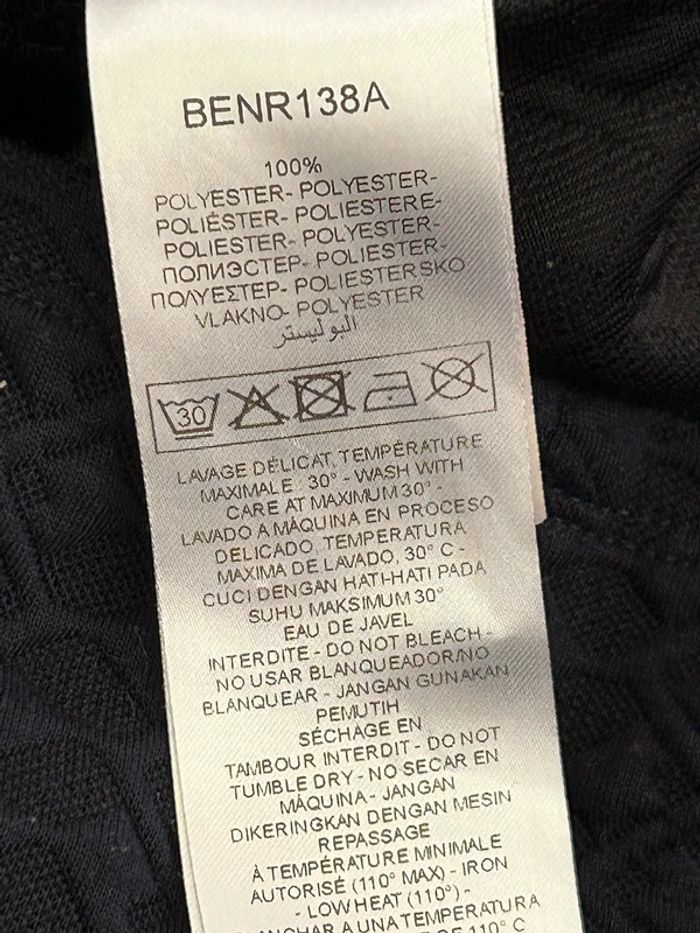 BENR138A
100%
POLYESTER- POLYESTER-
POLIÉSTER- POLIESTERE-
POLIESTER- POLYESTER-
ПОЛИЭСТЕР- POLIESTER-
ΠΟΛΥΕΣΤΕΡ- POLIESTERSKO
VLAKNO- POLYESTER
البوليستر
30
LAVAGE DÉLICAT, TEMPÉRATURE
MAXIMALE 30° - WASH WITH
CARE AT MAXIMUM 30° -
LAVADO A MÁQUINA EN PROCESO
DELICADO, TEMPERATURA
MAXIMA DE LAVADO, 30° C -
CUCI DENGAN HATI-HATI PADA
SUHU MAKSIMUM 30°
EAU DE JAVEL
INTERDITE - DO NOT BLEACH -
NO USAR BLANQUEADOR/NO
BLANQUEAR - JANGAN GUNAKAN
PEMUTIH
SÉCHAGE EN
TAMBOUR INTERDIT - DO NOT
TUMBLE DRY - NO SECAR EN
MÁQUINA - JANGAN
DIKERINGKAN DENGAN MESIN
REPASSAGE
À TEMPÉRATURE MINIMALE
AUTORISÉ (110° MAX) - IRON
- LOW HEAT (110°) -
A UNA TEMPERATURA
110° C